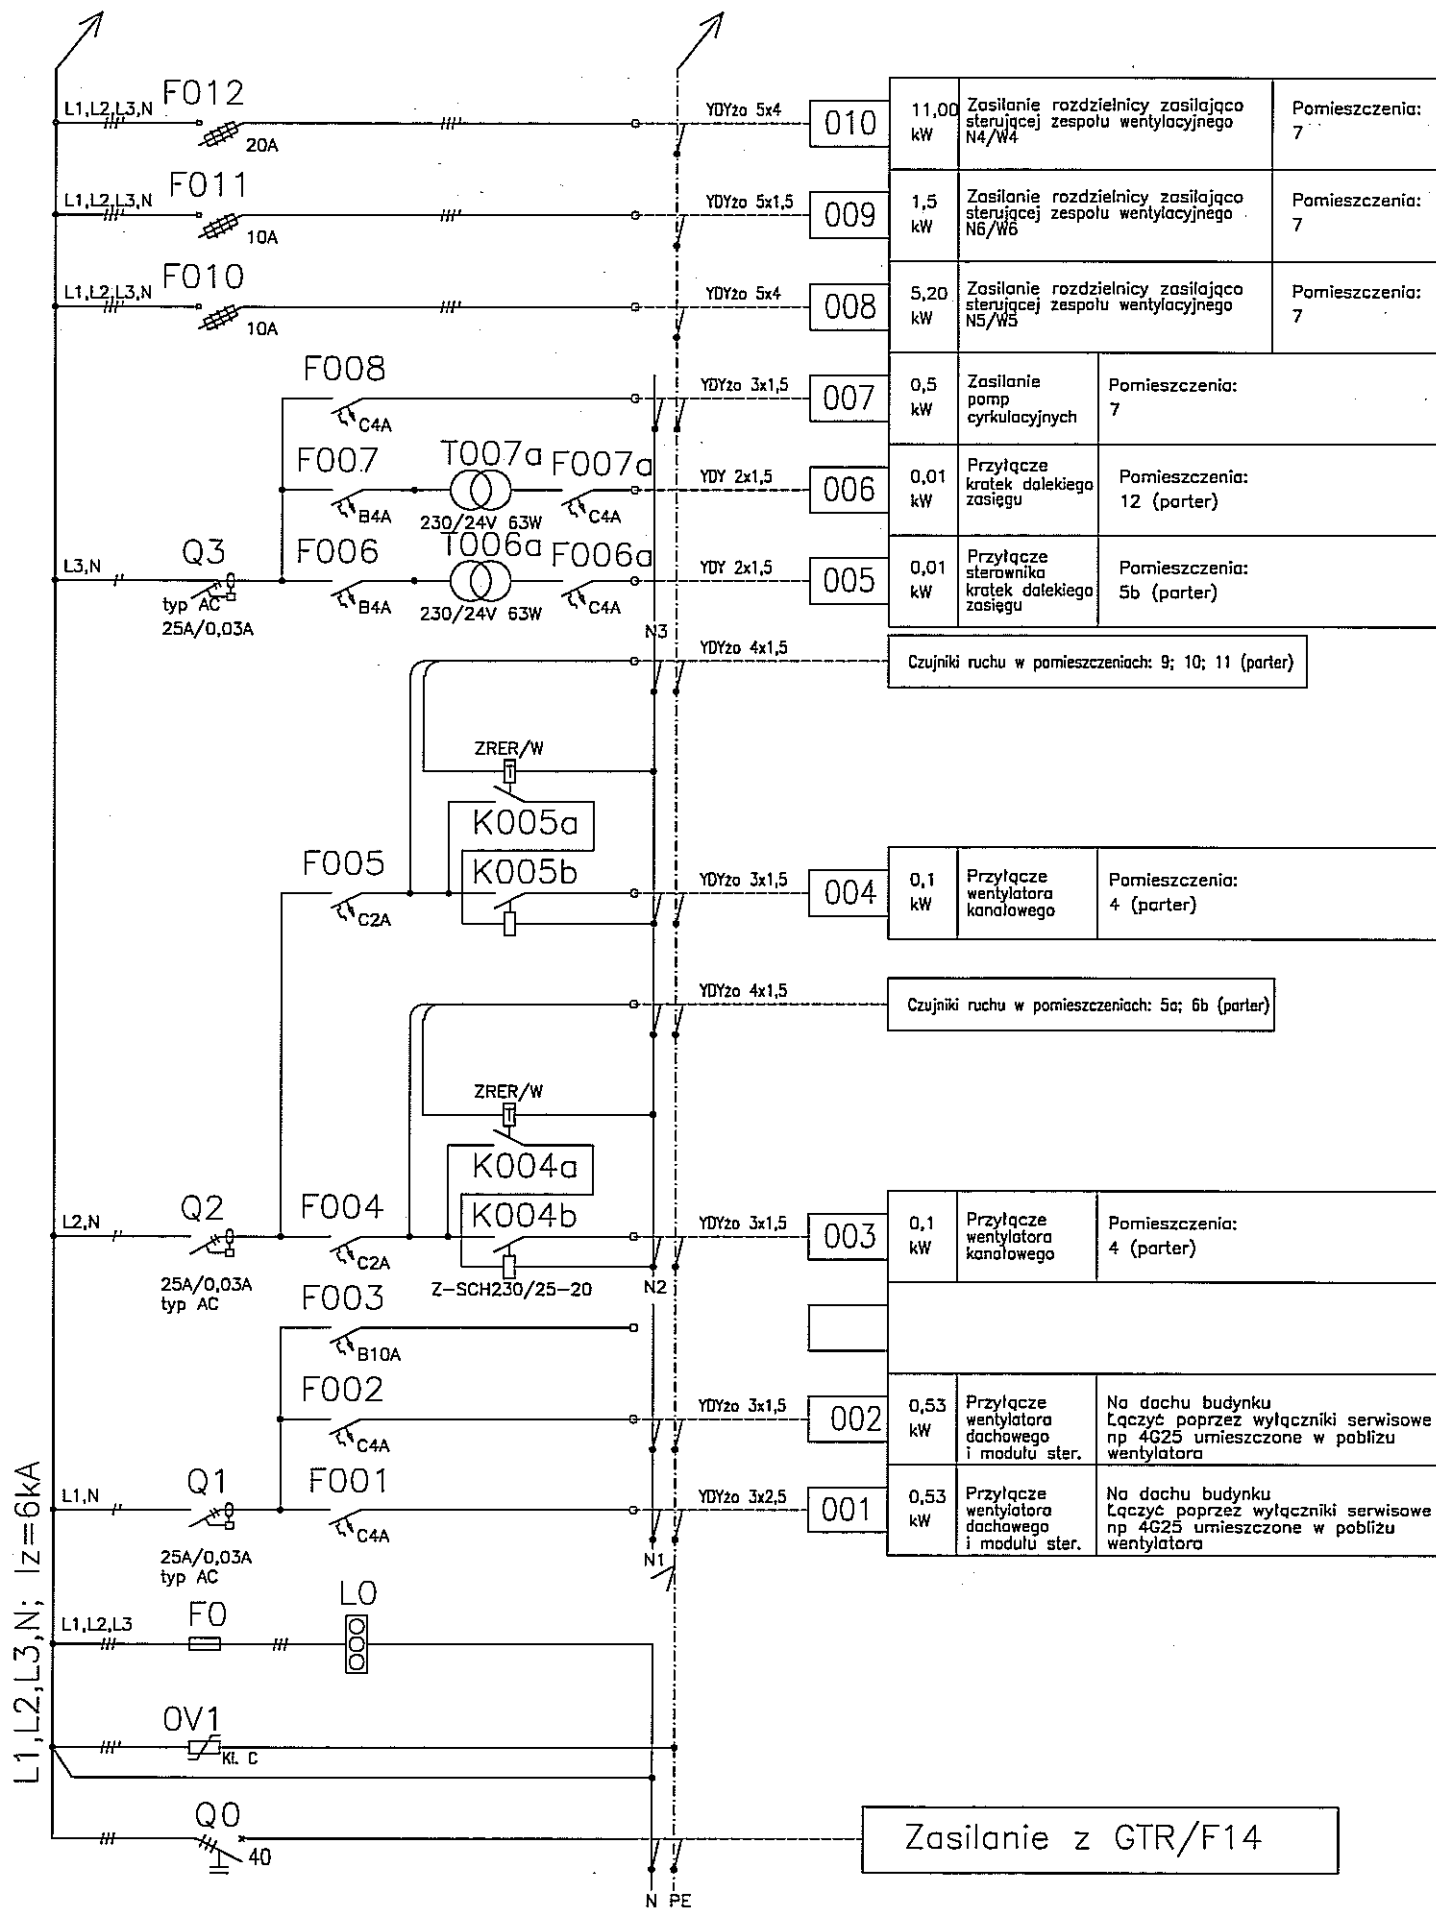 F012
L1,L2,L3,N
20A
YDYżo 5x4
010
11,00
kW
Zasilanie rozdzielnicy zasilająco
sterującej zespołu wentylacyjnego
N4/W4
Pomieszczenia:
7
F011
L1,L2,L3,N
10A
YDYżo 5x1,5
009
1,5
kW
Zasilanie rozdzielnicy zasilająco
sterującej zespołu wentylacyjnego
N6/W6
Pomieszczenia:
7
F010
L1,L2,L3,N
10A
YDYżo 5x4
008
5,20
kW
Zasilanie rozdzielnicy zasilająco
sterującej zespołu wentylacyjnego
N5/W5
Pomieszczenia:
7
F008
C4A
YDYżo 3x1,5
007
0,5
kW
Zasilanie
pomp
cyrkulacyjnych
Pomieszczenia:
7
F007
B4A
T007a
230/24V 63W
F007a
C4A
YDY 2x1,5
006
0,01
kW
Przyłącze
kratek dalekiego
zasięgu
Pomieszczenia:
12 (parter)
L3,N
Q3
typ AC
25A/0,03A
F006
B4A
T006a
230/24V 63W
F006a
C4A
YDY 2x1,5
005
0,01
kW
Przyłącze
sterownika
kratek dalekiego
zasięgu
Pomieszczenia:
5b (parter)
N3
YDYżo 4x1,5
Czujniki ruchu w pomieszczeniach: 9; 10; 11 (parter)
ZRER/W
K005a
F005
C2A
K005b
YDYżo 3x1,5
004
0,1
kW
Przyłącze
wentylatora
kanałowego
Pomieszczenia:
4 (parter)
YDYżo 4x1,5
Czujniki ruchu w pomieszczeniach: 5a; 6b (parter)
ZRER/W
K004a
L2,N
Q2
25A/0,03A
typ AC
F004
C2A
K004b
Z-SCH230/25-20
N2
YDYżo 3x1,5
003
0,1
kW
Przyłącze
wentylatora
kanałowego
Pomieszczenia:
4 (parter)
F003
B10A
F002
C4A
YDYżo 3x1,5
002
0,53
kW
Przyłącze
wentylatora
dachowego
i modułu ster.
Na dachu budynku
Łączyć poprzez wyłączniki serwisowe
np 4G25 umieszczone w pobliżu
wentylatora
L1,N
Q1
25A/0,03A
typ AC
F001
C4A
N1
YDYżo 3x2,5
001
0,53
kW
Przyłącze
wentylatora
dachowego
i modułu ster.
Na dachu budynku
Łączyć poprzez wyłączniki serwisowe
np 4G25 umieszczone w pobliżu
wentylatora
L1,L2,L3,N; Iz=6kA
L1,L2,L3
F0
L0
OV1
KL C
Q0
40
N PE
Zasilanie z GTR/F14